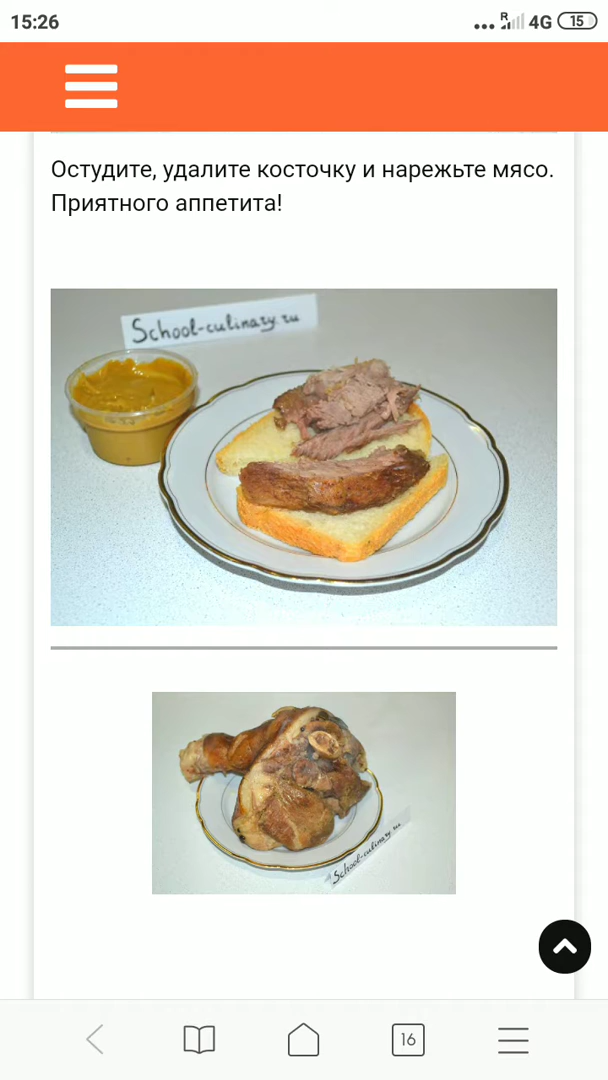 15:26
R 4G 15
Остудите, удалите косточку и нарежьте мясо.
Приятного аппетита!
School-culinary.ru
School-culinary.ru
16